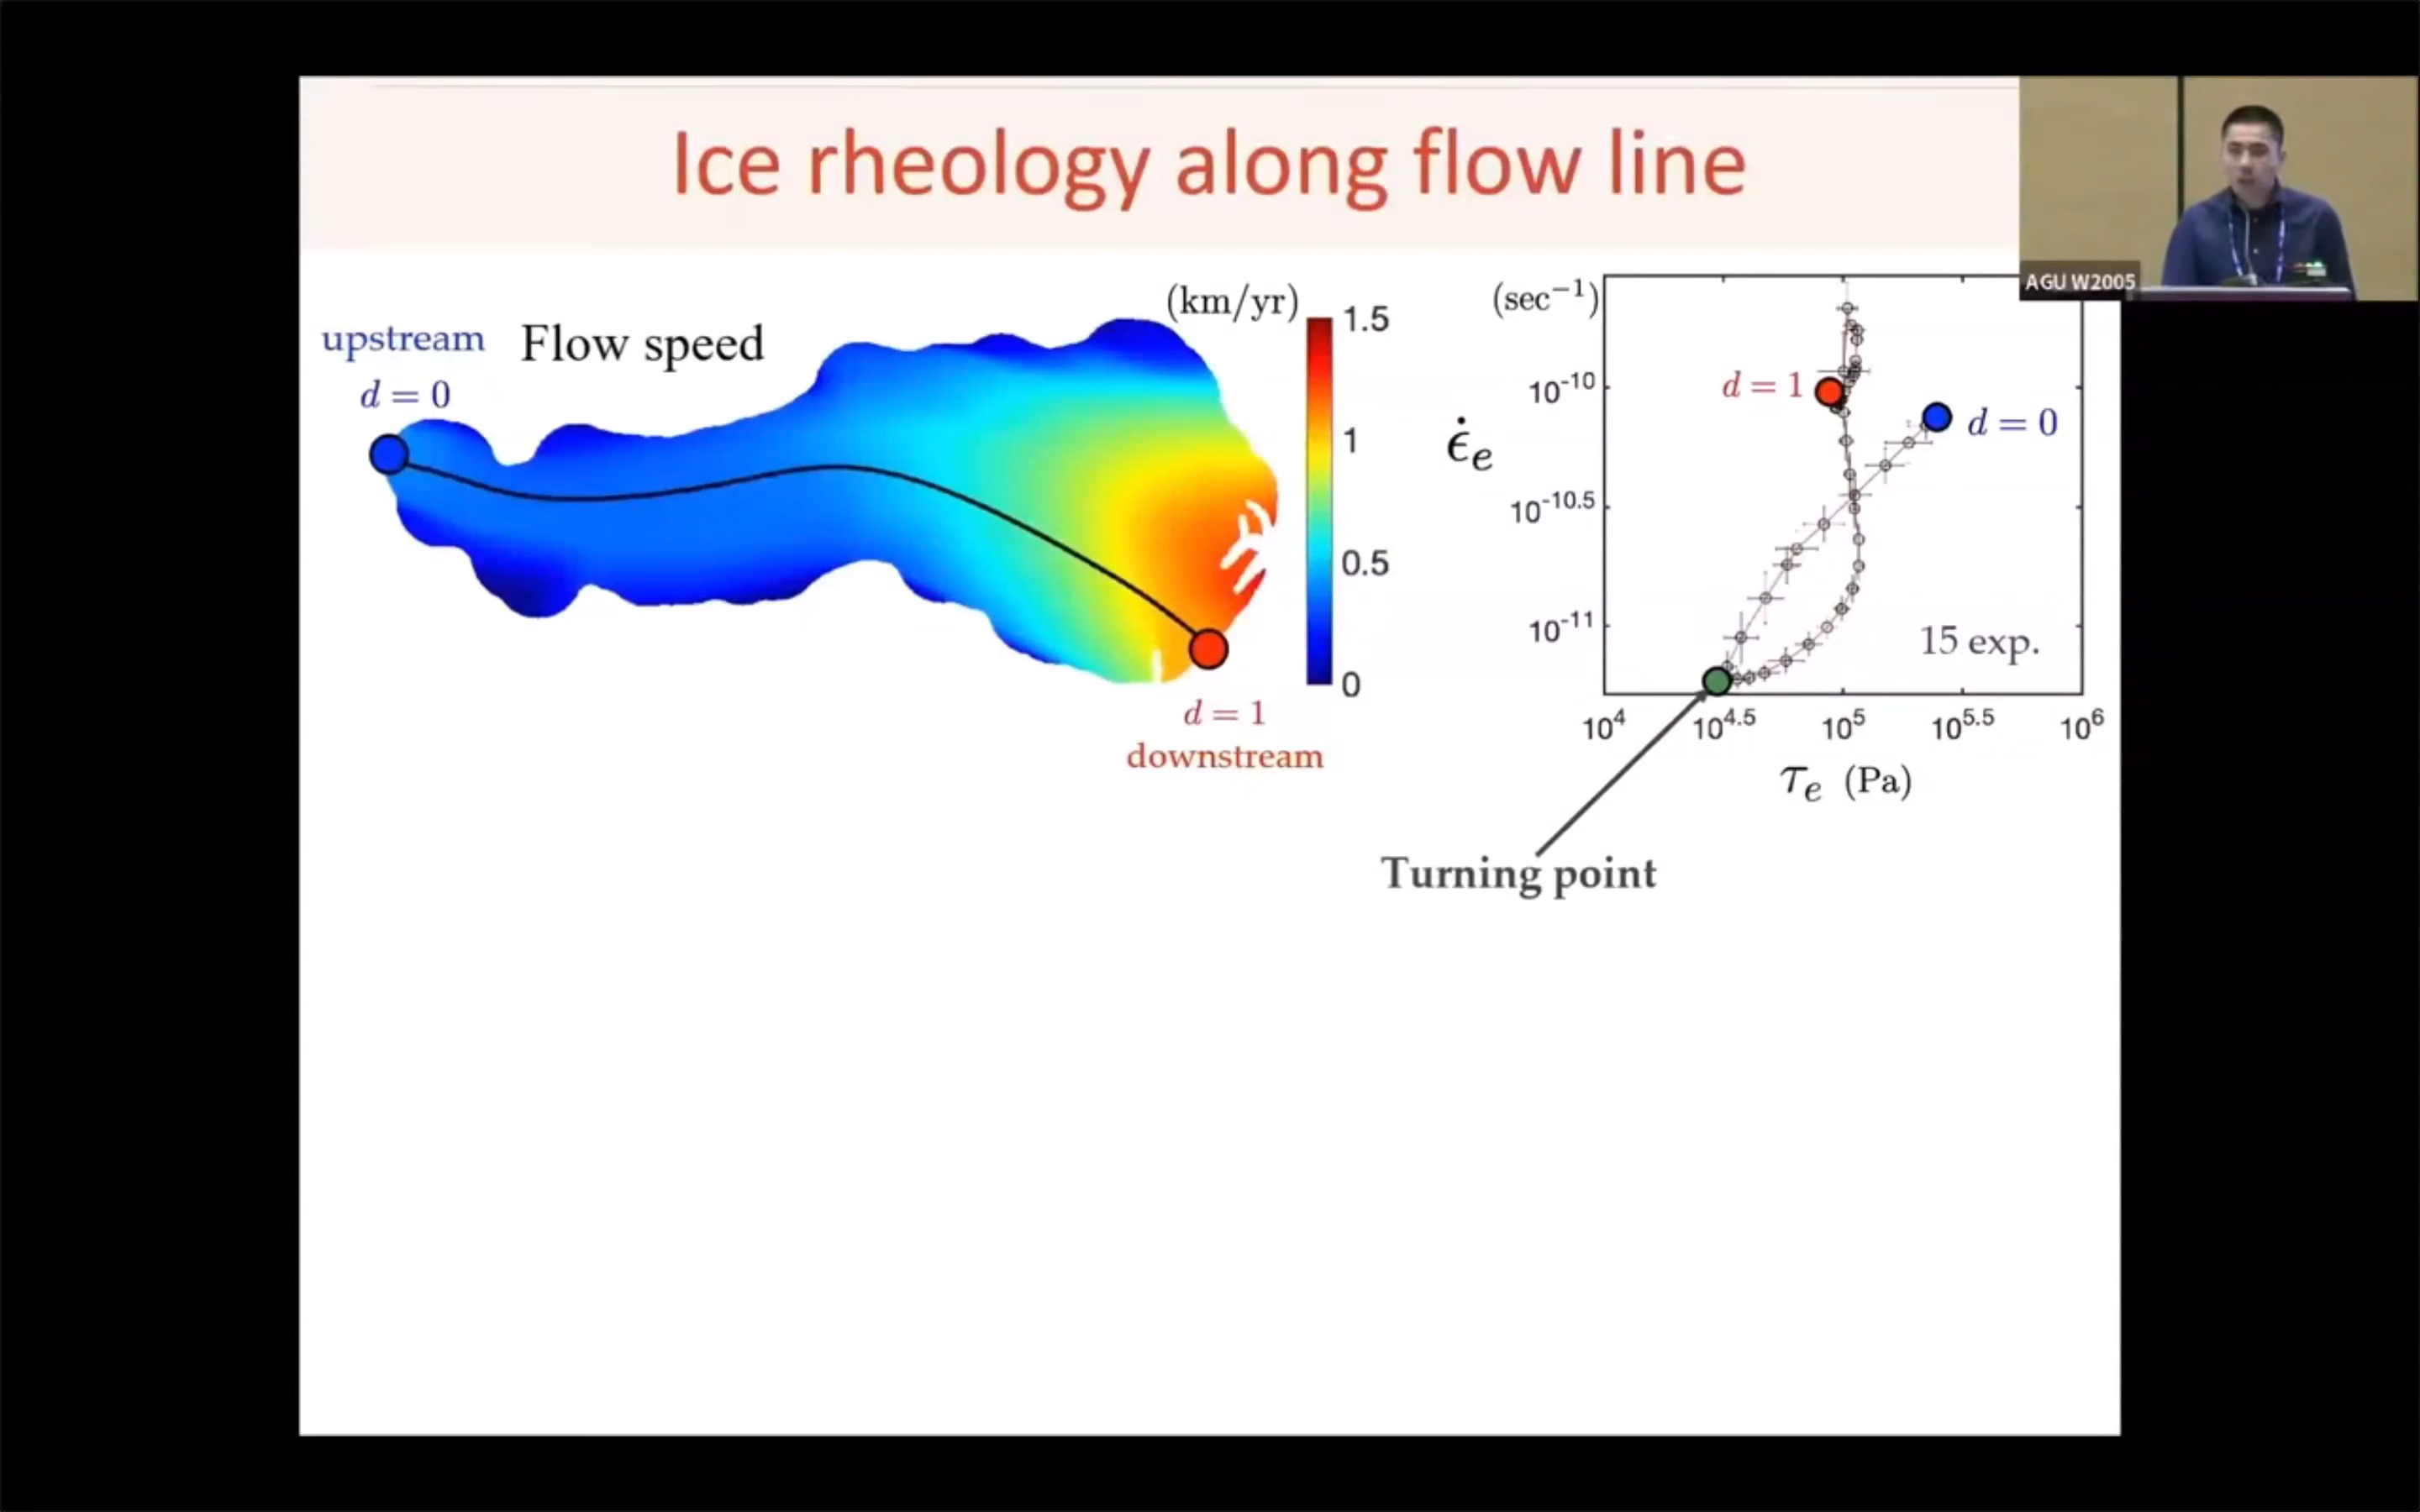 Ice rheology along flow line
AGU W2005
upstream
d = 0
Flow speed
(km/yr)
1.5
1
0.5
0
d = 1
downstream
(sec⁻¹)
ϵ̇ₑ
10⁻¹⁰
10⁻¹⁰·⁵
10⁻¹¹
d = 1
d = 0
15 exp.
10⁴ 10⁴·⁵ 10⁵ 10⁵·⁵ 10⁶
τₑ (Pa)
Turning point